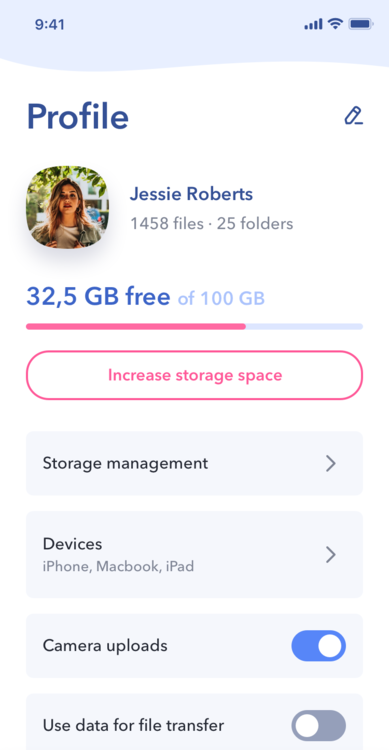 9:41
Profile
Jessie Roberts
1458 files · 25 folders
32,5 GB free of 100 GB
Increase storage space
Storage management
Devices
iPhone, Macbook, iPad
Camera uploads
Use data for file transfer